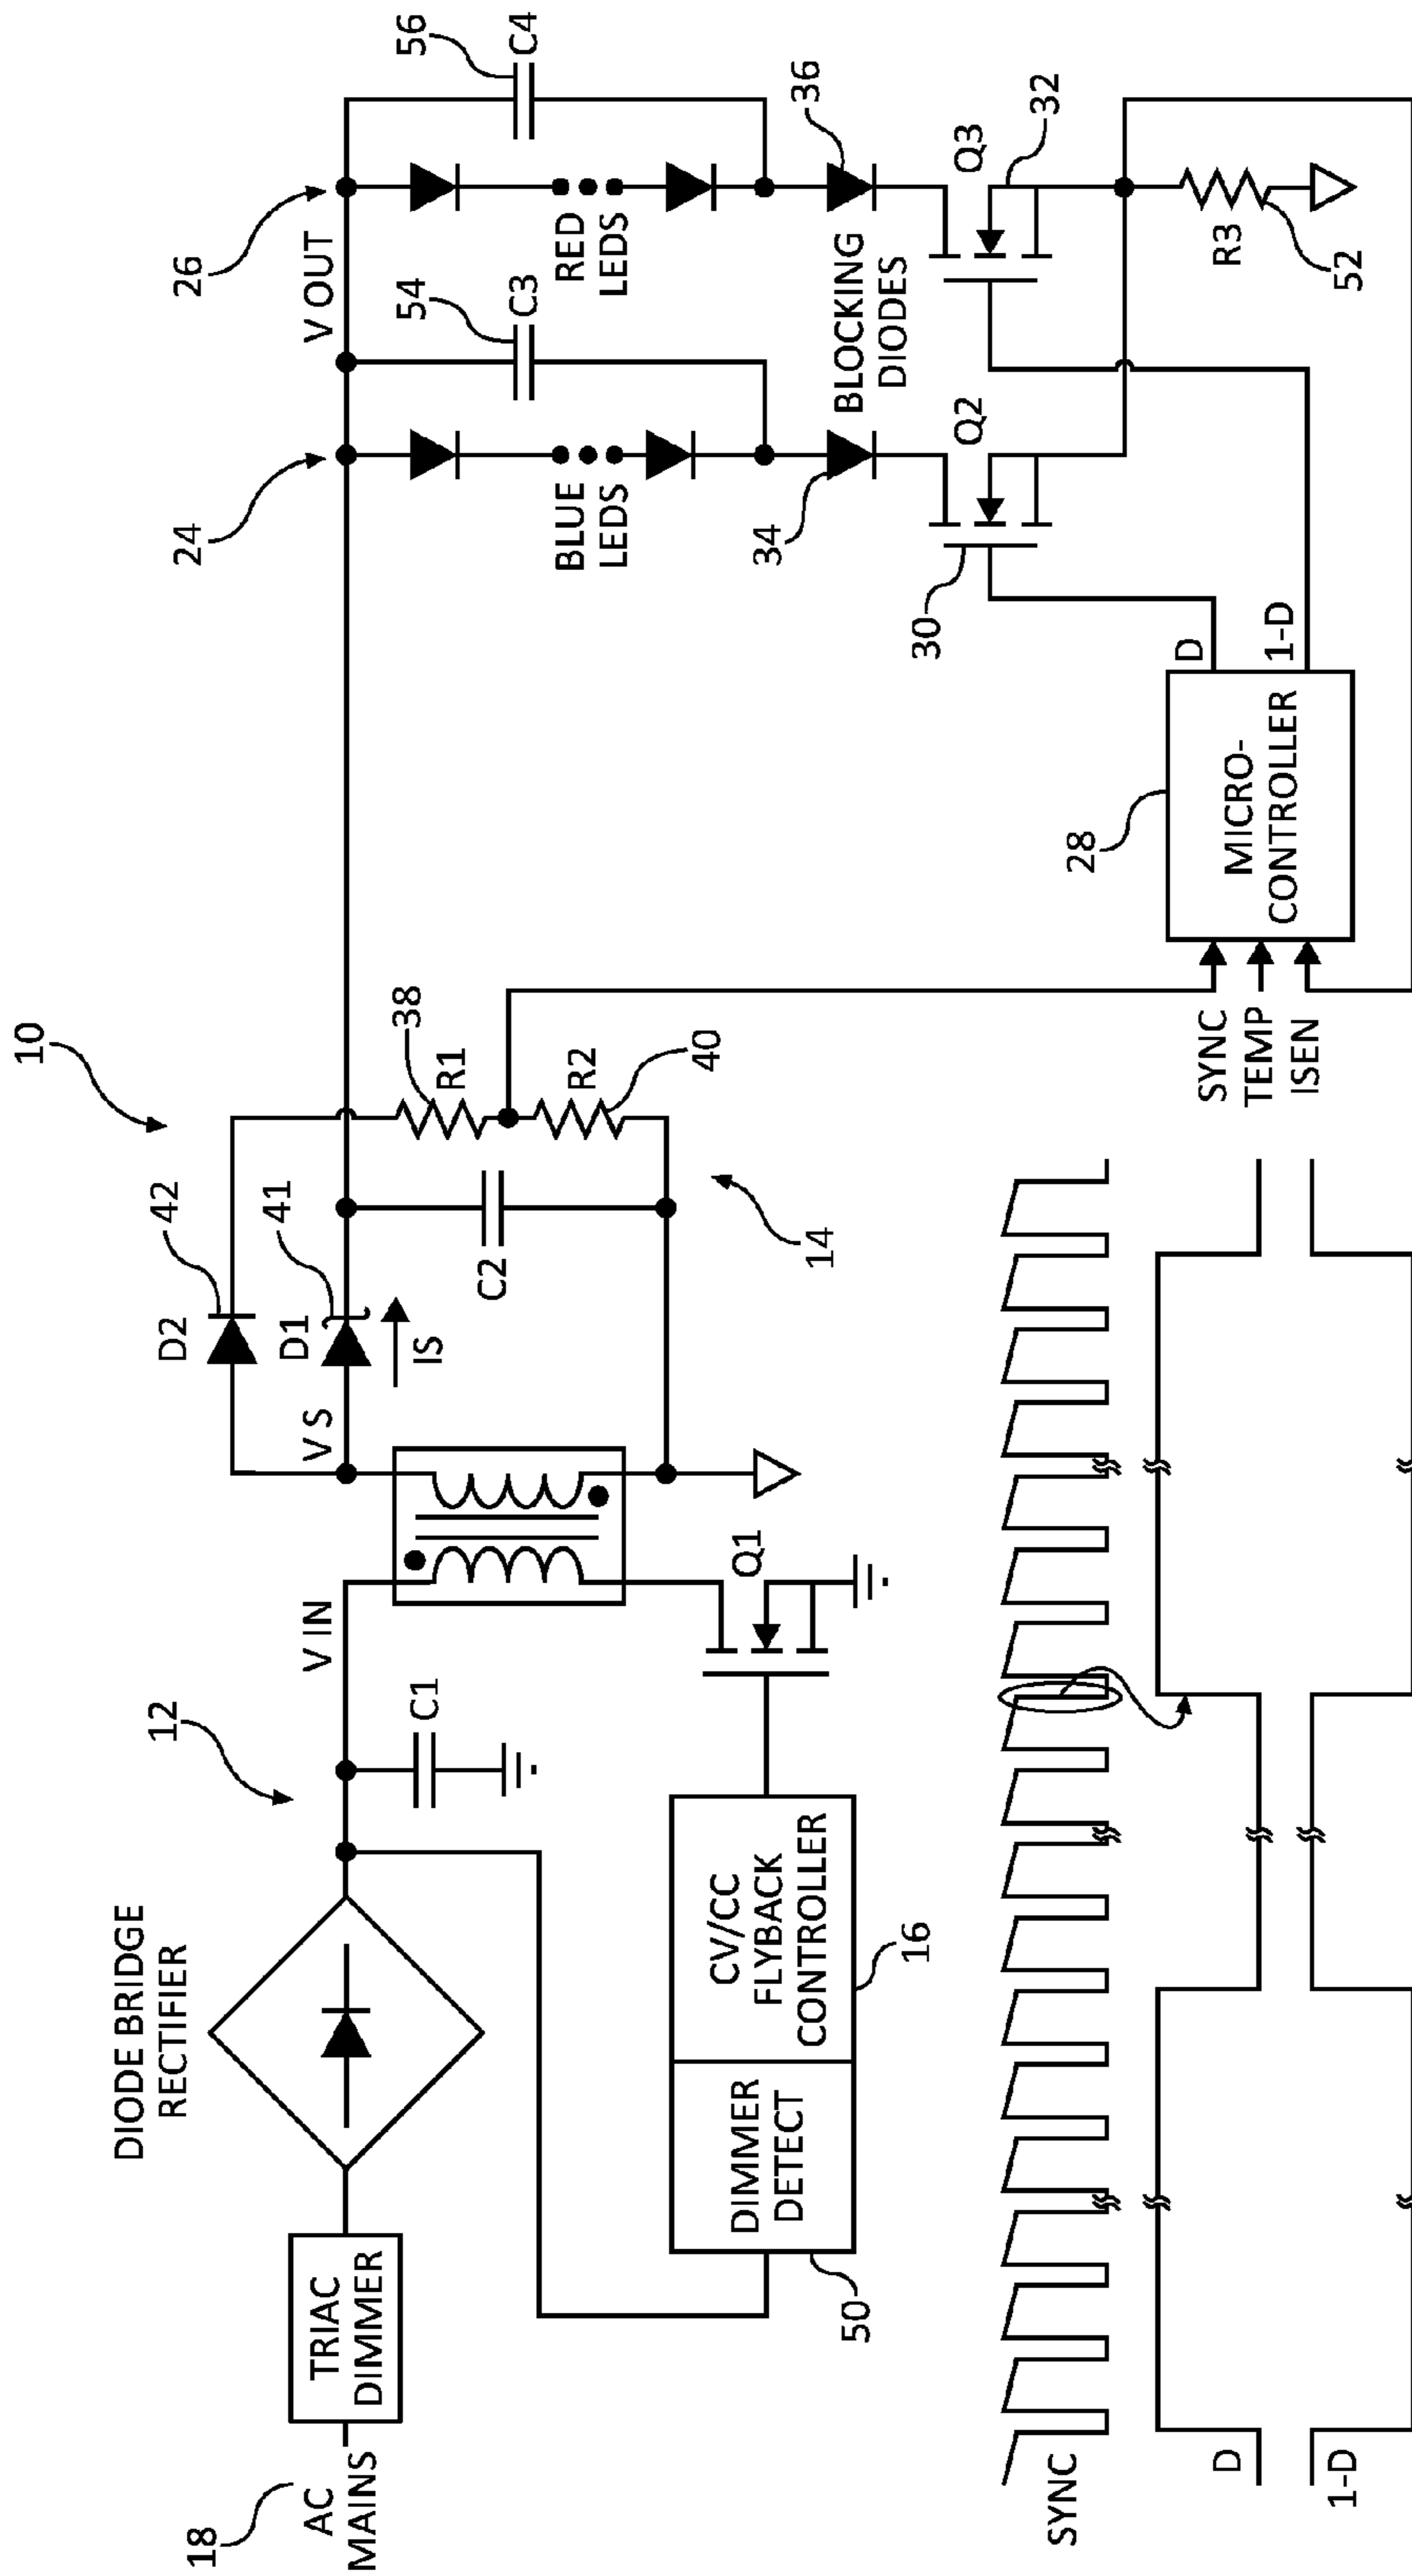 10
12
DIODE BRIDGE
RECTIFIER
18
AC
MAINS
TRIAC
DIMMER
V IN
C1
DIMMER
DETECT
50
CV/CC
FLYBACK
CONTROLLER
16
Q1
V S
D2
42
D1
41
IS
C2
14
38
R1
R2
40
24
V OUT
26
BLUE
LEDS
54
C3
RED
LEDS
56
C4
34
BLOCKING
DIODES
36
30
Q2
Q3
32
R3
52
28
MICRO-
CONTROLLER
D
1-D
SYNC
TEMP
ISEN
SYNC
D
1-D